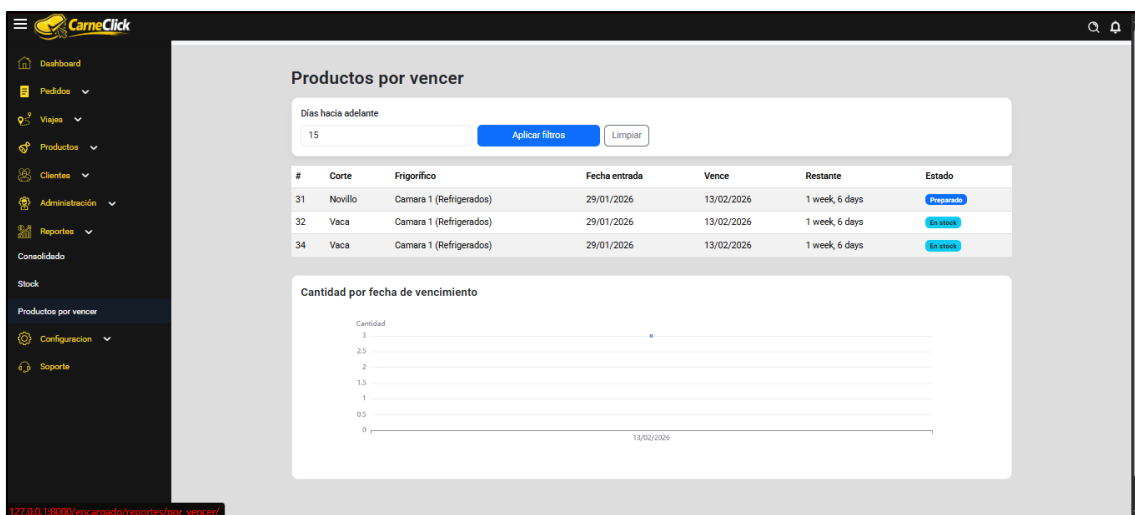 CarneClick
Dashboard
Pedidos
Viajes
Productos
Clientes
Administración
Reportes
Consolidado
Stock
Productos por vencer
Configuracion
Soporte
127.0.0.1:8000/encargado/reportes/por_vencer/
Productos por vencer
Días hacia adelante
15 Aplicar filtros Limpiar
# Corte Frigorífico Fecha entrada Vence Restante Estado
31 Novillo Camara 1 (Refrigerados) 29/01/2026 13/02/2026 1 week, 6 days Preparado
32 Vaca Camara 1 (Refrigerados) 29/01/2026 13/02/2026 1 week, 6 days En stock
34 Vaca Camara 1 (Refrigerados) 29/01/2026 13/02/2026 1 week, 6 days En stock
Cantidad por fecha de vencimiento
Cantidad
3
2.5
2
1.5
1
0.5
0
13/02/2026